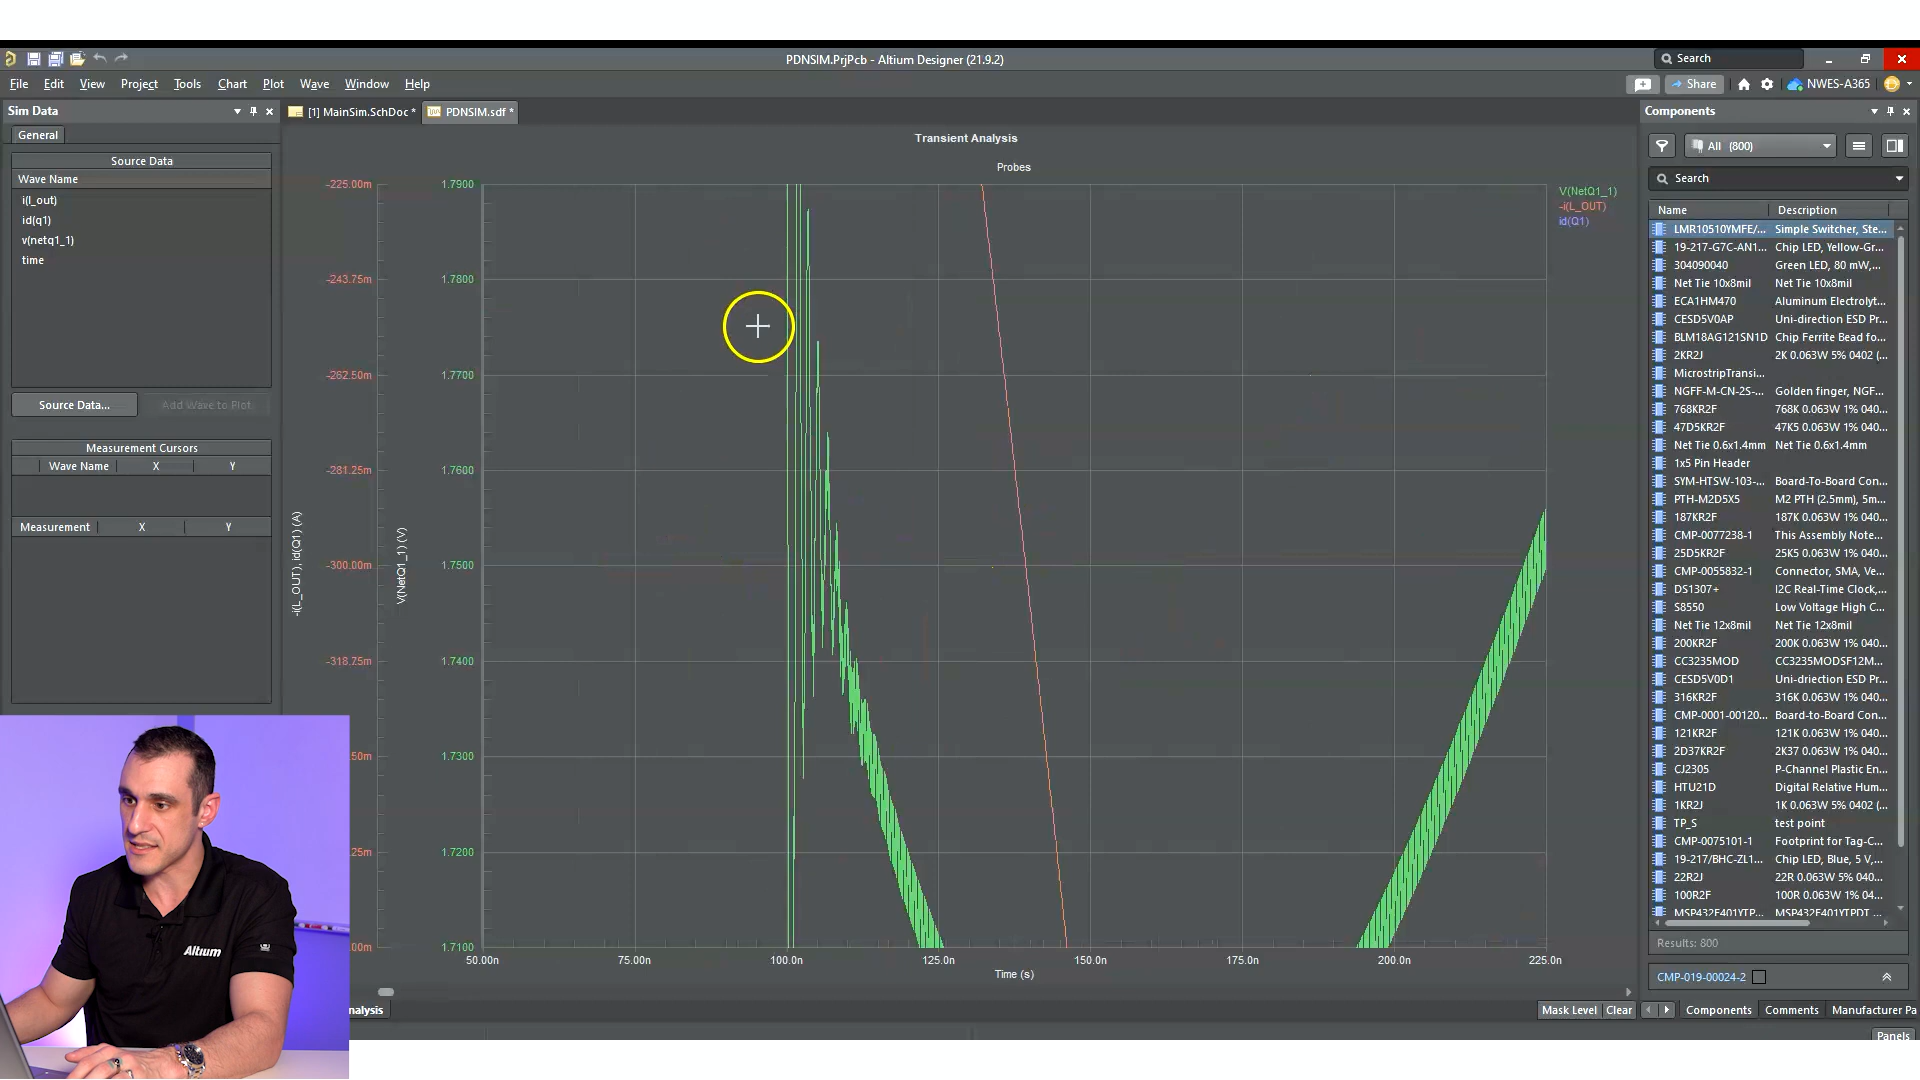 PDNSIM.PrjPcb - Altium Designer (21.9.2)
Search
File Edit View Project Tools Chart Plot Wave Window Help
Share
NWES-A365
Sim Data
[1] MainSim.SchDoc *
PDNSIM.sdf *
Components
General
Source Data
Wave Name
i(l_out)
id(q1)
v(netq1_1)
time
Source Data...
Add Wave to Plot
Measurement Cursors
Wave Name X Y
Measurement X Y
Transient Analysis
Probes
V(NetQ1_1)
-i(L_OUT)
id(Q1)
-225.00m
-243.75m
-262.50m
-281.25m
-300.00m
-318.75m
50m
25m
00m
-i(L_OUT), id(Q1) (A)
V(NetQ1_1) (V)
1.7900
1.7800
1.7700
1.7600
1.7500
1.7400
1.7300
1.7200
1.7100
50.00n 75.00n 100.0n 125.0n 150.0n 175.0n 200.0n 225.0n
Time (s)
nalysis
Mask Level Clear
All (800)
Search
Name Description
LMR10510YMFE/... Simple Switcher, Ste...
19-217-G7C-AN1... Chip LED, Yellow-Gr...
304090040 Green LED, 80 mW,...
Net Tie 10x8mil Net Tie 10x8mil
ECA1HM470 Aluminum Electrolyt...
CESD5V0AP Uni-direction ESD Pr...
BLM18AG121SN1D Chip Ferrite Bead fo...
2KR2J 2K 0.063W 5% 0402 (...
MicrostripTransi...
NGFF-M-CN-2S-... Golden finger, NGF...
768KR2F 768K 0.063W 1% 040...
47D5KR2F 47K5 0.063W 1% 040...
Net Tie 0.6x1.4mm Net Tie 0.6x1.4mm
1x5 Pin Header
SYM-HTSW-103-... Board-To-Board Con...
PTH-M2D5X5 M2 PTH (2.5mm), 5m...
187KR2F 187K 0.063W 1% 040...
CMP-0077238-1 This Assembly Note...
25D5KR2F 25K5 0.063W 1% 040...
CMP-0055832-1 Connector, SMA, Ve...
DS1307+ I2C Real-Time Clock,...
S8550 Low Voltage High C...
Net Tie 12x8mil Net Tie 12x8mil
200KR2F 200K 0.063W 1% 040...
CC3235MOD CC3235MODSF12M...
CESD5V0D1 Uni-driection ESD Pr...
316KR2F 316K 0.063W 1% 040...
CMP-0001-00120... Board-to-Board Con...
121KR2F 121K 0.063W 1% 040...
2D37KR2F 2K37 0.063W 1% 040...
CJ2305 P-Channel Plastic En...
HTU21D Digital Relative Hum...
1KR2J 1K 0.063W 5% 0402 (...
TP_S test point
CMP-0075101-1 Footprint for Tag-C...
19-217/BHC-ZL1... Chip LED, Blue, 5 V,...
22R2J 22R 0.063W 5% 040...
100R2F 100R 0.063W 1% 04...
MSP432E401YTP... MSP432E401YTPDT
Results: 800
CMP-019-00024-2
Components Comments Manufacturer Pa
Panels
Altium